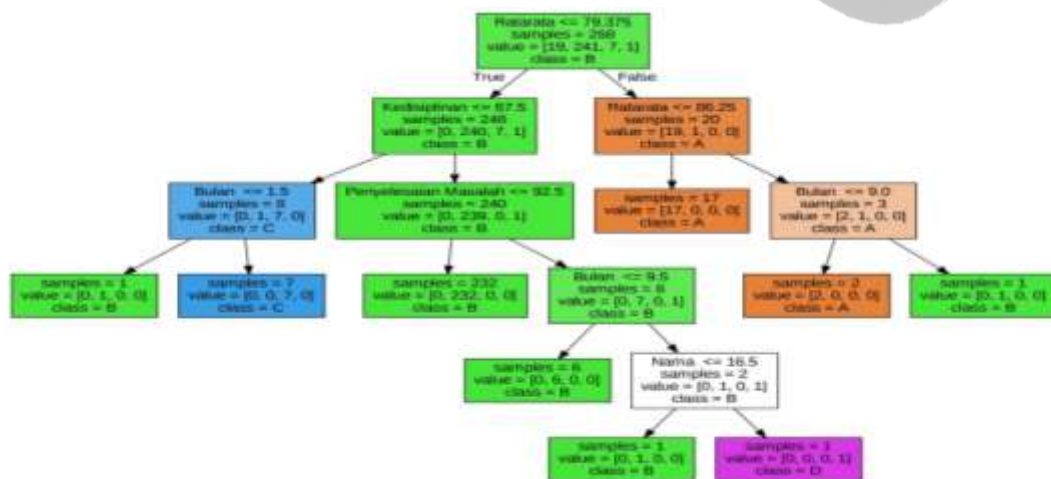 Ratarata <= 79.375
samples = 268
value = [19, 241, 7, 1]
class = B
True
False
Kedisiplinan <= 67.5
samples = 248
value = [0, 240, 7, 1]
class = B
Ratarata <= 86.25
samples = 20
value = [19, 1, 0, 0]
class = A
Bulan <= 1.5
samples = 8
value = [0, 1, 7, 0]
class = C
Penyelesaian Masalah <= 92.5
samples = 240
value = [0, 239, 0, 1]
class = B
samples = 17
value = [17, 0, 0, 0]
class = A
Bulan <= 9.0
samples = 3
value = [2, 1, 0, 0]
class = A
samples = 1
value = [0, 1, 0, 0]
class = B
samples = 7
value = [0, 0, 7, 0]
class = C
samples = 232
value = [0, 232, 0, 0]
class = B
Bulan <= 9.5
samples = 8
value = [0, 7, 0, 1]
class = B
samples = 2
value = [2, 0, 0, 0]
class = A
samples = 1
value = [0, 1, 0, 0]
class = B
samples = 6
value = [0, 6, 0, 0]
class = B
Nama <= 16.5
samples = 2
value = [0, 1, 0, 1]
class = B
samples = 1
value = [0, 1, 0, 0]
class = B
samples = 1
value = [0, 0, 0, 1]
class = D